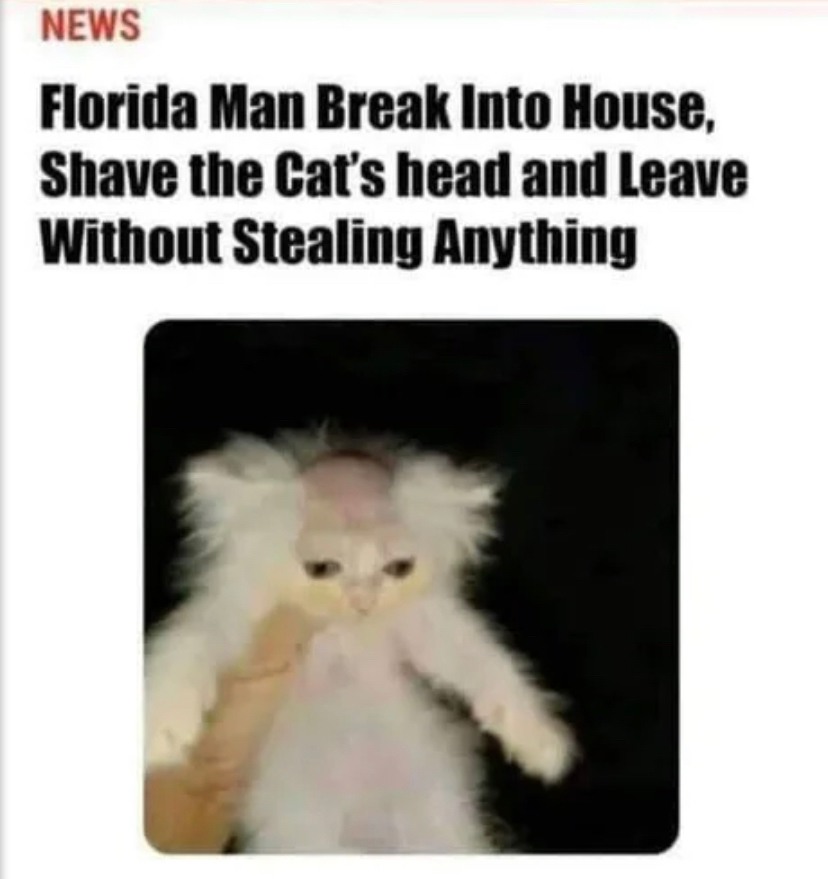 NEWS
Florida Man Break Into House,
Shave the Cat's head and Leave
Without Stealing Anything